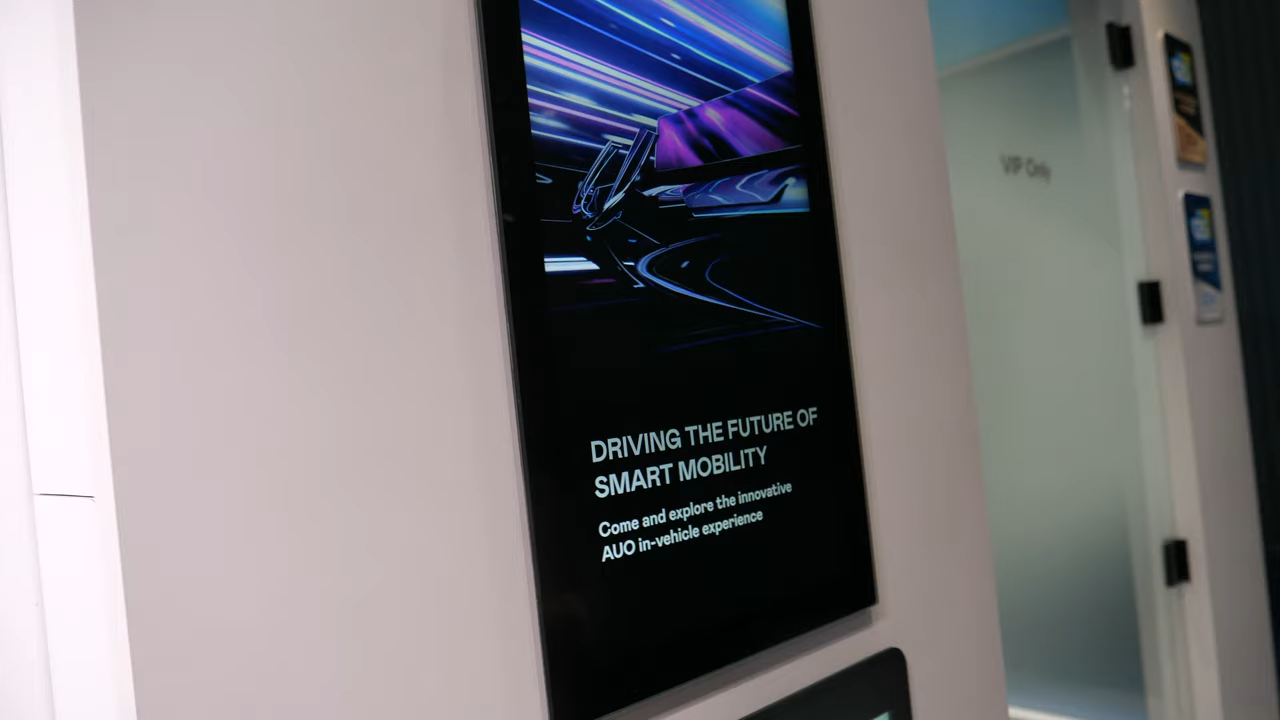 DRIVING THE FUTURE OF
SMART MOBILITY
Come and explore the innovative
AUO in-vehicle experience
VIP Only